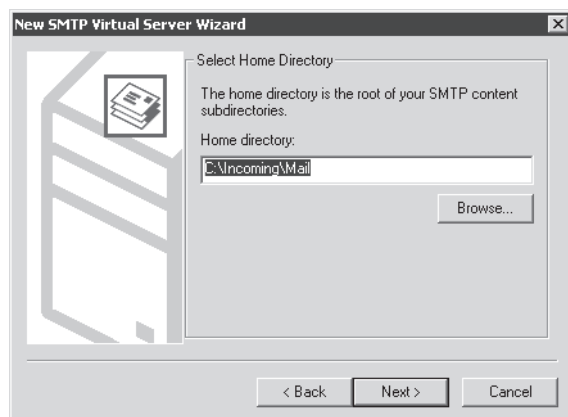 New SMTP Virtual Server Wizard
Select Home Directory
The home directory is the root of your SMTP content
subdirectories.
Home directory:
C:\Incoming\Mail
Browse...
< Back
Next >
Cancel